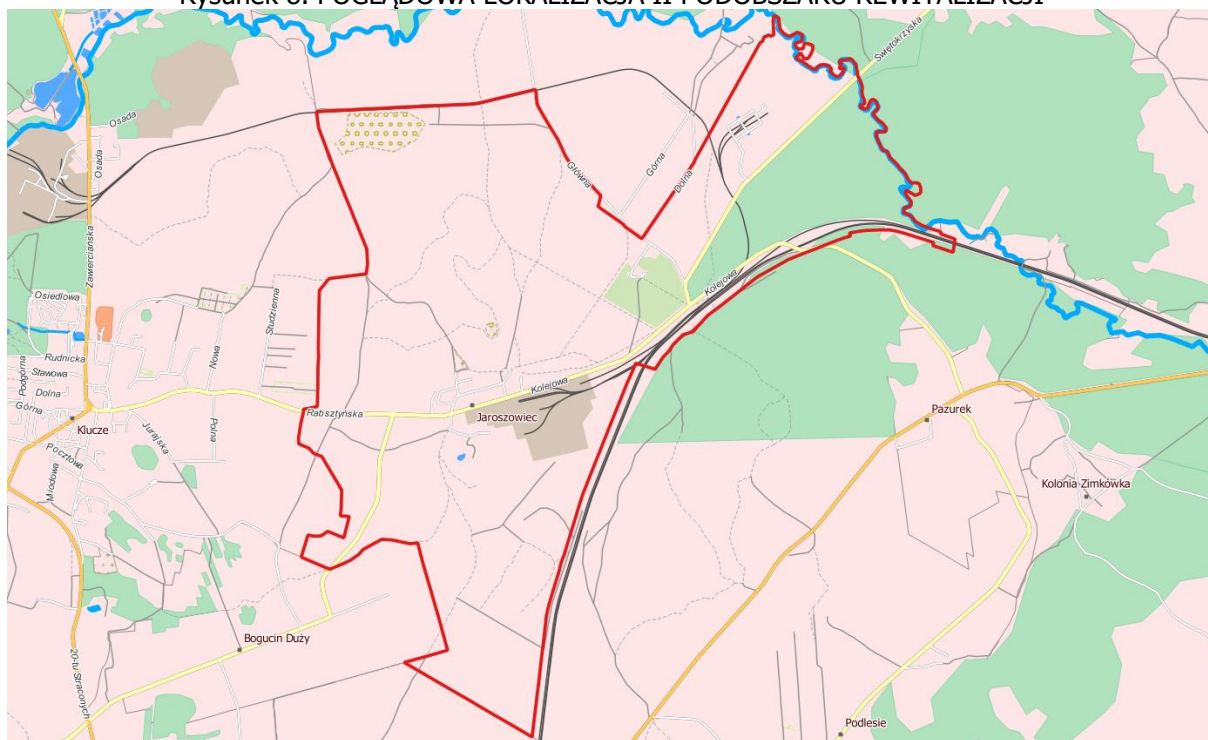 Rysunek 6. POGLĄDOWA LOKALIZACJA II PODOBSZARU REWITALIZACJI
Świętokrzyska
Osada
Osada
Górna
Główna
Dolna
Zawierciańska
Kolejowa
Osiedlowa
Studzienna
Rudnicka
Nowa
Podgórna
Stawowa
Kolejowa
Dolna
Górna
Rabsztyńska
Jaroszowiec
Pazurek
Klucze
Jurajska
Polna
Pocztowa
Miodowa
Kolonia Zimkówka
Bogucin Duży
20-tu Straconych
Podlesie